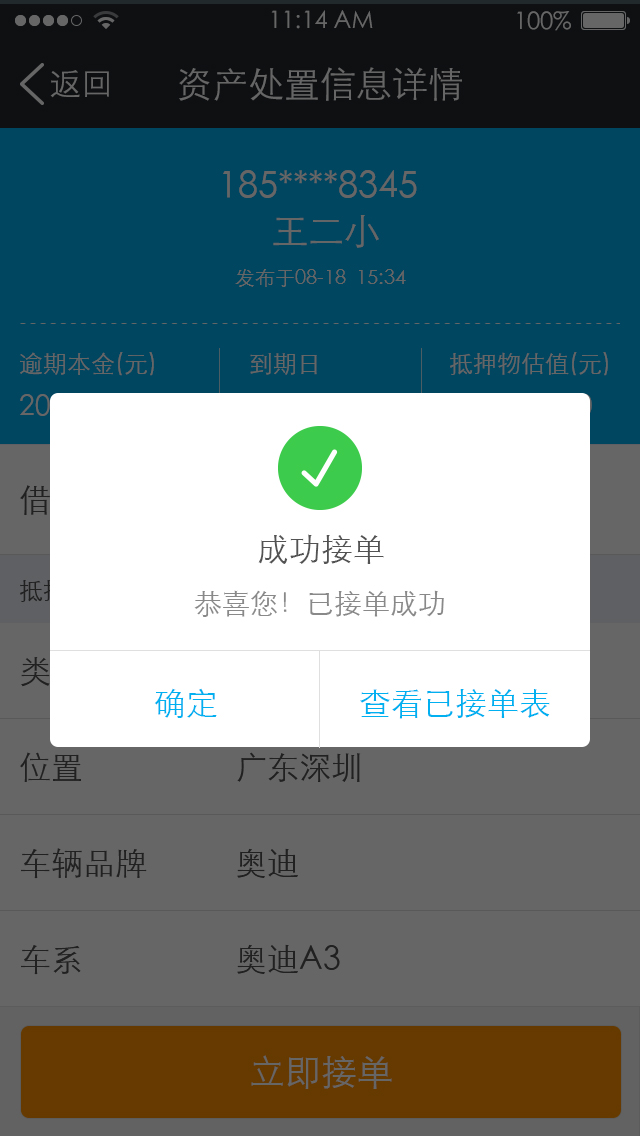 11:14 AM 100%
返回 资产处置信息详情
185****8345
王二小
发布于08-18 15:34
逾期本金(元) 到期日 抵押物估值(元)
20
借
成功接单
抵
恭喜您！已接单成功
类
确定 查看已接单表
位置 广东深圳
车辆品牌 奥迪
车系 奥迪A3
立即接单